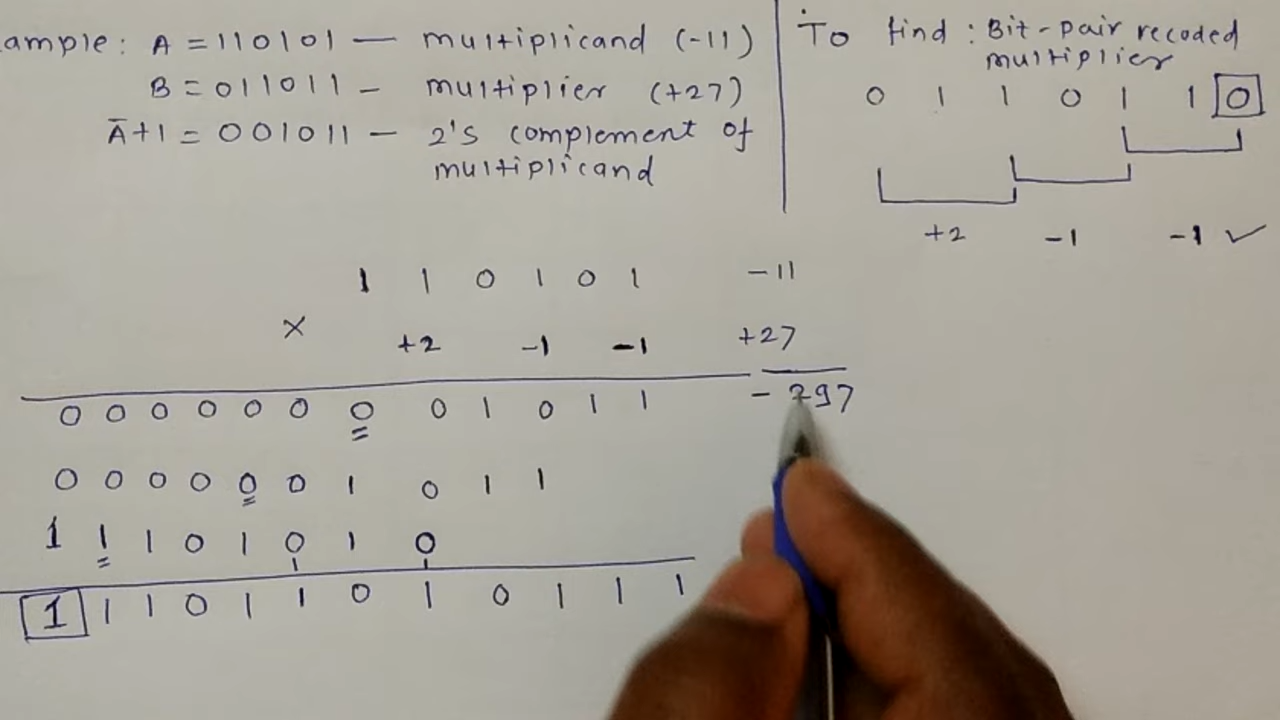 ample: A = 110101 — multiplicand (-11)
B = 011011 - multiplier (+27)
Ā+1 = 001011 — 2's complement of
multiplicand
To find : Bit-pair recoded
multiplier
0 1 1 0 1 1 0
+2 -1 -1 ✓
1 1 0 1 0 1 -11
× +2 -1 -1 +27
0 0 0 0 0 0 0 0 1 0 1 1 - 297
0 0 0 0 0 0 1 0 1 1
1 1 1 0 1 0 1 0
1 1 1 0 1 1 0 1 0 1 1 1